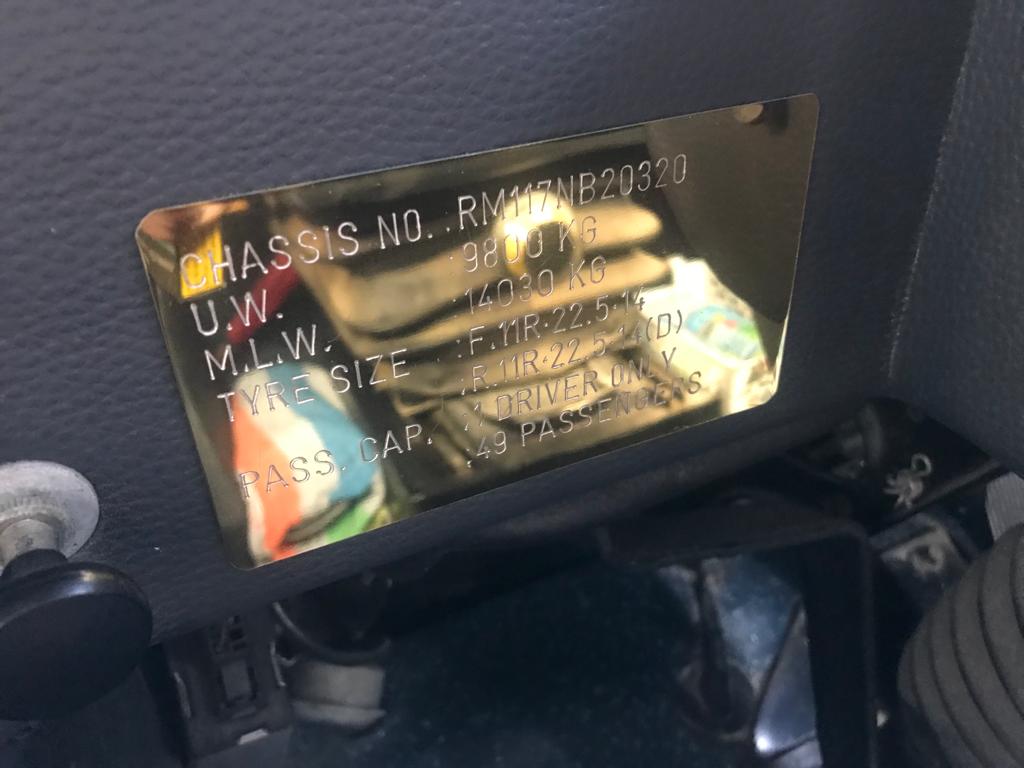 CHASSIS NO. :RM117NB20320
U.W. :9800 KG
M.L.W. :14030 KG
TYRE SIZE :F.11R·22.5·14
:R.11R·22.5·14(D)
PASS. CAP. :1 DRIVER ONLY
:49 PASSENGERS